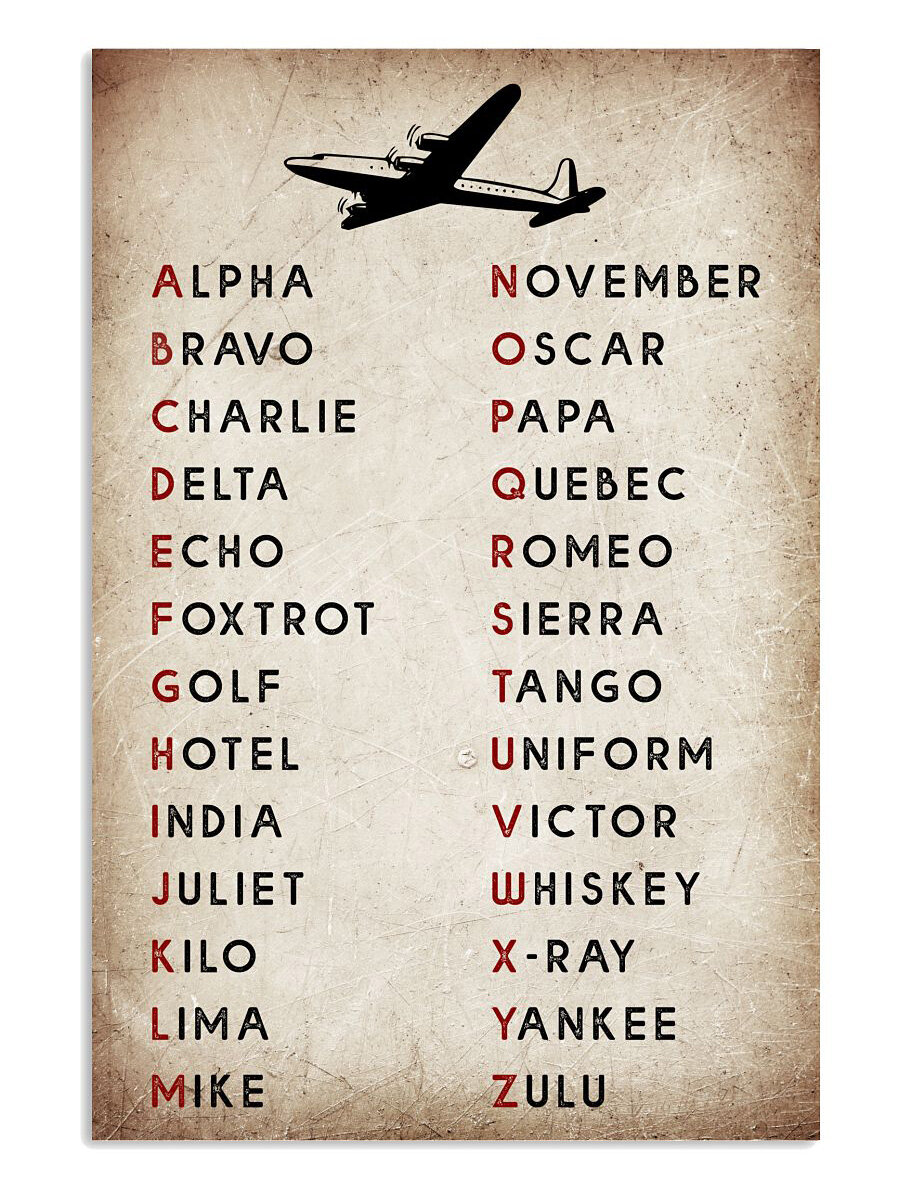 ALPHA
BRAVO
CHARLIE
DELTA
ECHO
FOXTROT
GOLF
HOTEL
INDIA
JULIET
KILO
LIMA
MIKE
NOVEMBER
OSCAR
PAPA
QUEBEC
ROMEO
SIERRA
TANGO
UNIFORM
VICTOR
WHISKEY
X-RAY
YANKEE
ZULU